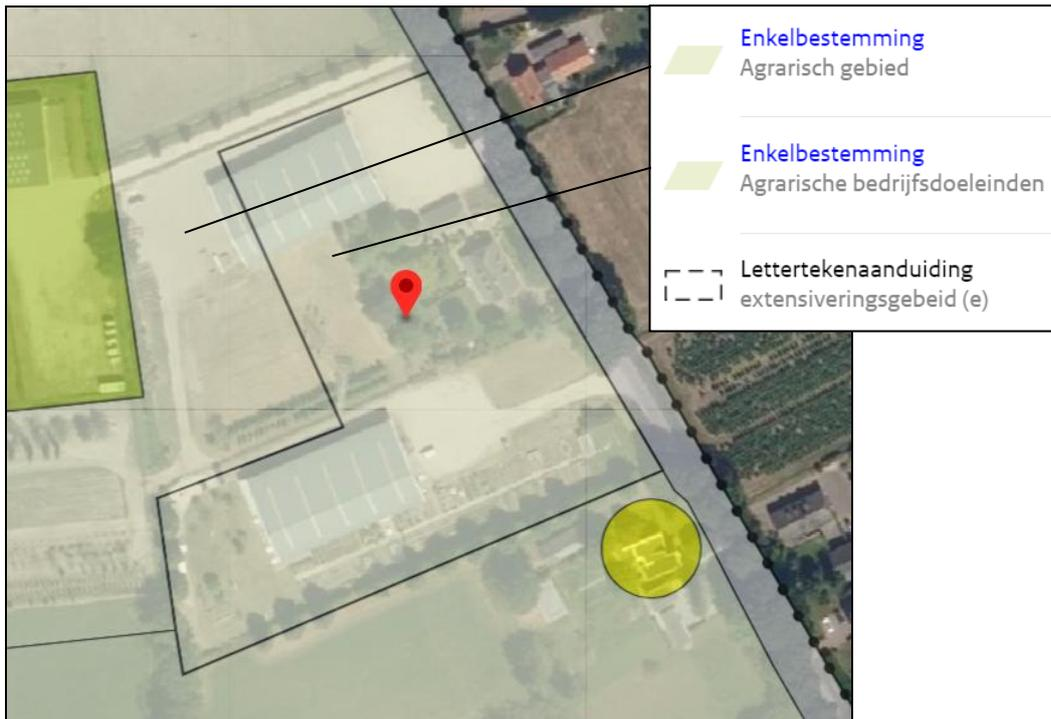 Enkelbestemming
Agrarisch gebied
Enkelbestemming
Agrarische bedrijfsdoeleinden
Lettertekenaanduiding
extensiveringsgebeid (e)